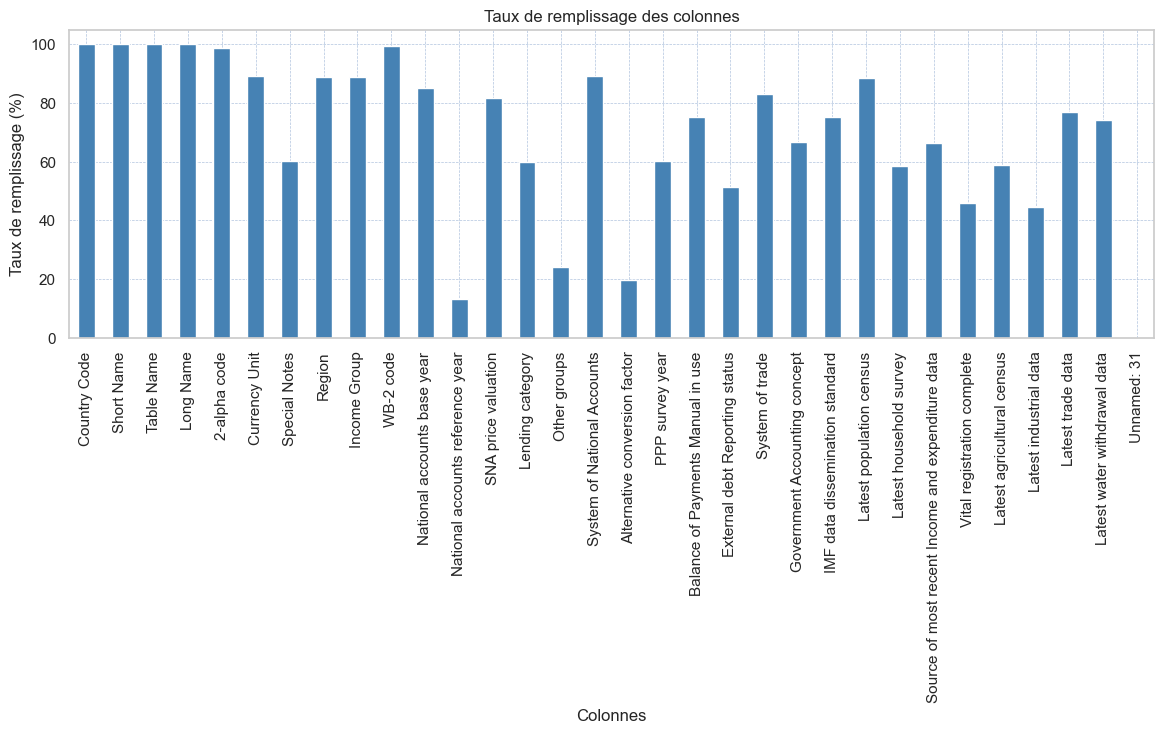 Taux de remplissage des colonnes
Taux de remplissage (%)
100
80
60
40
20
0
Country Code
Short Name
Table Name
Long Name
2-alpha code
Currency Unit
Special Notes
Region
Income Group
WB-2 code
National accounts base year
National accounts reference year
SNA price valuation
Lending category
Other groups
System of National Accounts
Alternative conversion factor
PPP survey year
Balance of Payments Manual in use
External debt Reporting status
System of trade
Government Accounting concept
IMF data dissemination standard
Latest population census
Latest household survey
Source of most recent Income and expenditure data
Vital registration complete
Latest agricultural census
Latest industrial data
Latest trade data
Latest water withdrawal data
Unnamed: 31
Colonnes